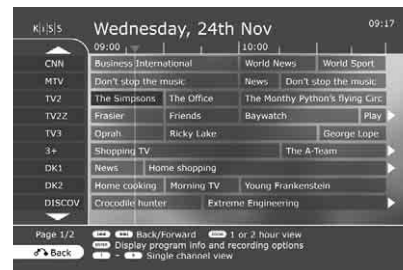 KISS Wednesday, 24th Nov 09:17
09:00 10:00
CNN Business International World News World Sport
MTV Don't stop the music News Don't stop the music
TV2 The Simpsons The Office The Monthy Python's flying Circ
TV2Z Frasier Friends Baywatch Play
TV3 Oprah Ricky Lake George Lope
3+ Shopping TV The A-Team
DK1 News Home shopping
DK2 Home cooking Morning TV Young Frankenstein
DISCOV Crocodile hunter Extreme Engineering
Page 1/2 Back/Forward 1 or 2 hour view
Display program info and recording options
Back 1 - 9 Single channel view